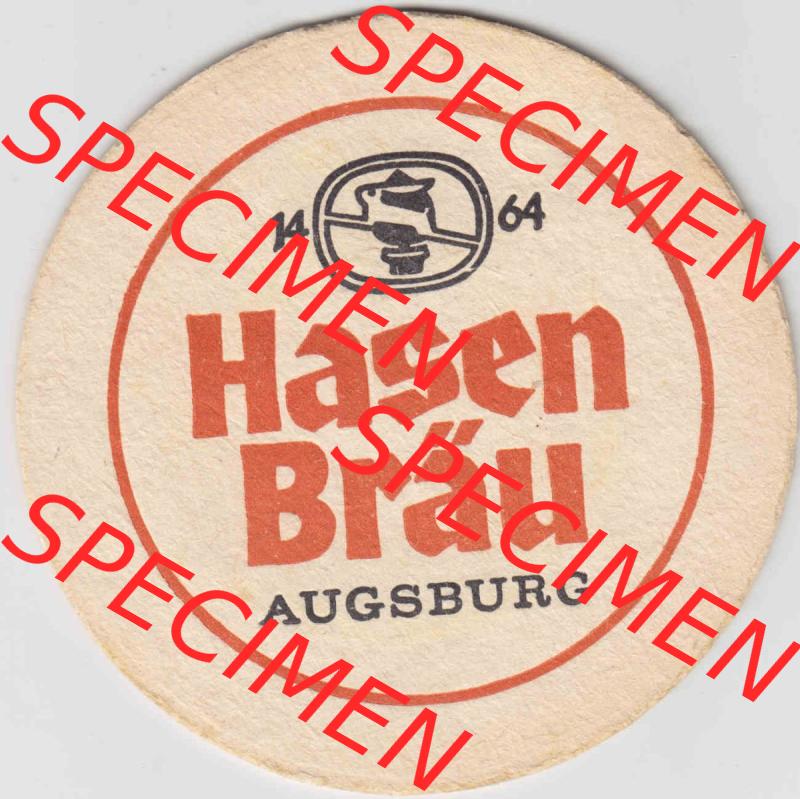 SPECIMEN
SPECIMEN
14 64
Hasen
Bräu
AUGSBURG
SPECIMEN
SPECIMEN